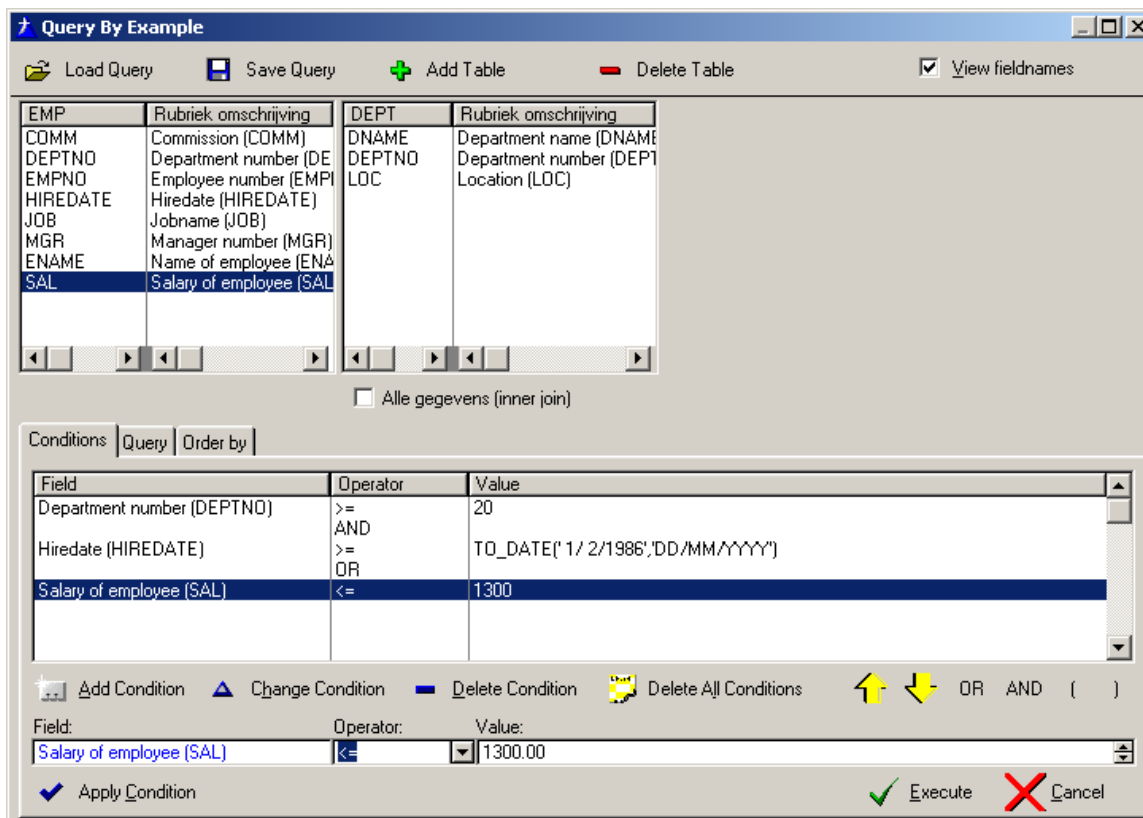 Query By Example
Load Query Save Query Add Table Delete Table View fieldnames
EMP Rubriek omschrijving DEPT Rubriek omschrijving
COMM Commission (COMM) DNAME Department name (DNAME
DEPTNO Department number (DE DEPTNO Department number (DEPT
EMPNO Employee number (EMPI LOC Location (LOC)
HIREDATE Hiredate (HIREDATE)
JOB Jobname (JOB)
MGR Manager number (MGR)
ENAME Name of employee (ENA
SAL Salary of employee (SAL
Alle gegevens (inner join)
Conditions Query Order by
Field Operator Value
Department number (DEPTNO) >= 20
AND
Hiredate (HIREDATE) >= TO_DATE(' 1/ 2/1986','DD/MM/YYYY')
OR
Salary of employee (SAL) <= 1300
Add Condition Change Condition Delete Condition Delete All Conditions OR AND ( )
Field: Operator: Value:
Salary of employee (SAL) <= 1300.00
Apply Condition Execute Cancel